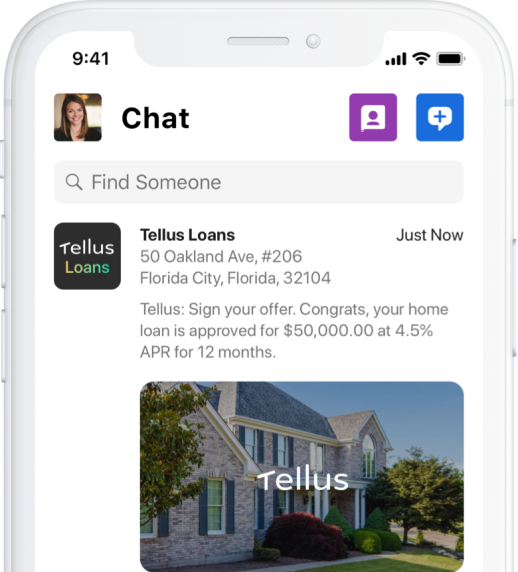 9:41
Chat
Find Someone
Tellus
Loans
Tellus Loans
Just Now
50 Oakland Ave, #206
Florida City, Florida, 32104
Tellus: Sign your offer. Congrats, your home
loan is approved for $50,000.00 at 4.5%
APR for 12 months.
Tellus